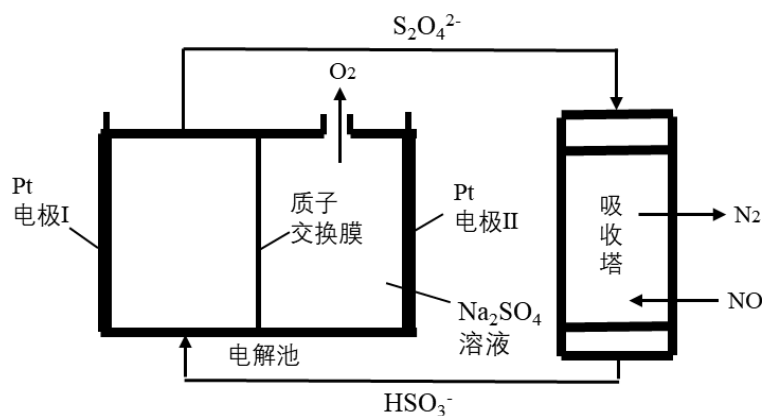 S₂O₄²⁻
O₂
Pt
电极Ⅰ
质子
交换膜
Pt
电极Ⅱ
吸
收
塔
N₂
NO
Na₂SO₄
溶液
电解池
HSO₃⁻